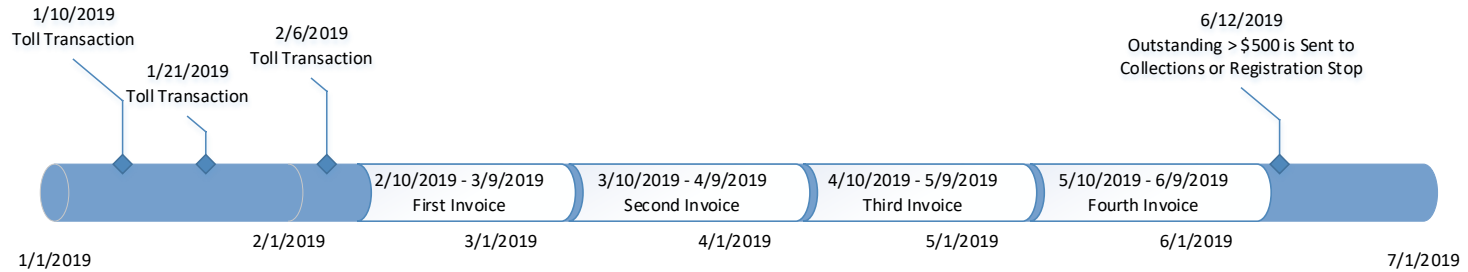 1/10/2019
Toll Transaction
1/21/2019
Toll Transaction
2/6/2019
Toll Transaction
6/12/2019
Outstanding > $500 is Sent to
Collections or Registration Stop
2/10/2019 - 3/9/2019
First Invoice
3/10/2019 - 4/9/2019
Second Invoice
4/10/2019 - 5/9/2019
Third Invoice
5/10/2019 - 6/9/2019
Fourth Invoice
1/1/2019
2/1/2019
3/1/2019
4/1/2019
5/1/2019
6/1/2019
7/1/2019